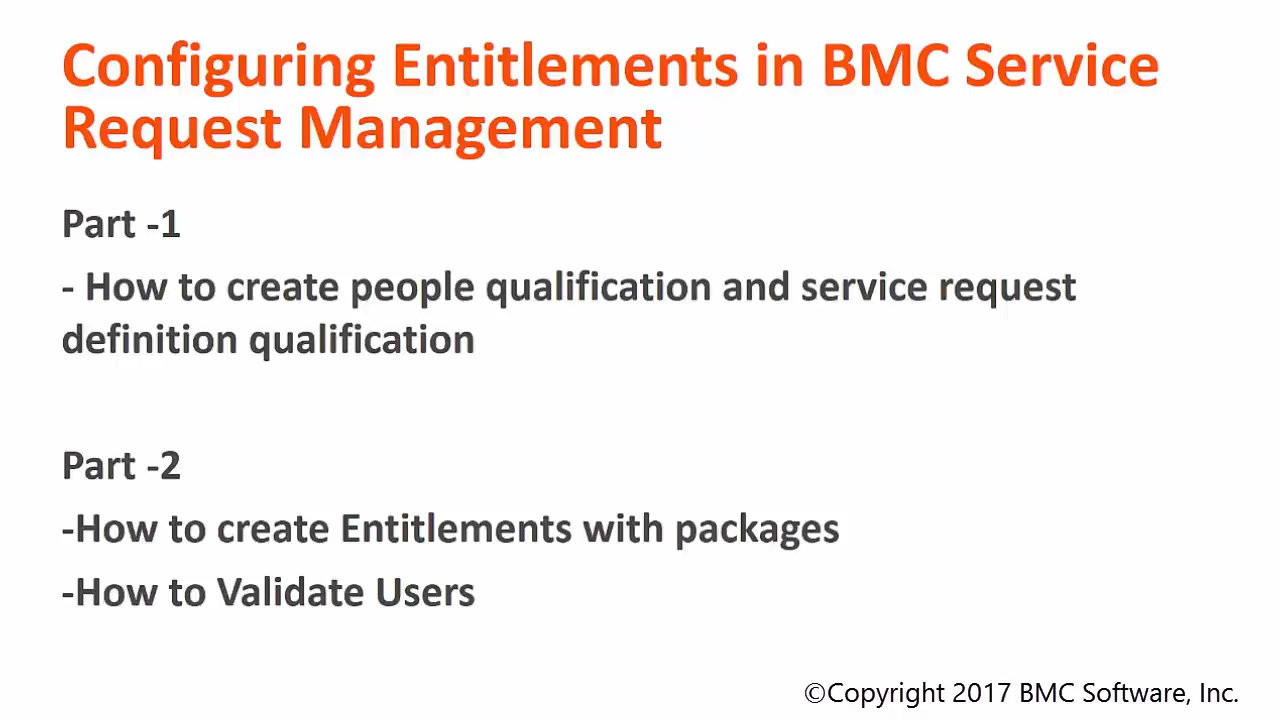 Configuring Entitlements in BMC Service
Request Management
Part -1
- How to create people qualification and service request
definition qualification
Part -2
-How to create Entitlements with packages
-How to Validate Users
©Copyright 2017 BMC Software, Inc.